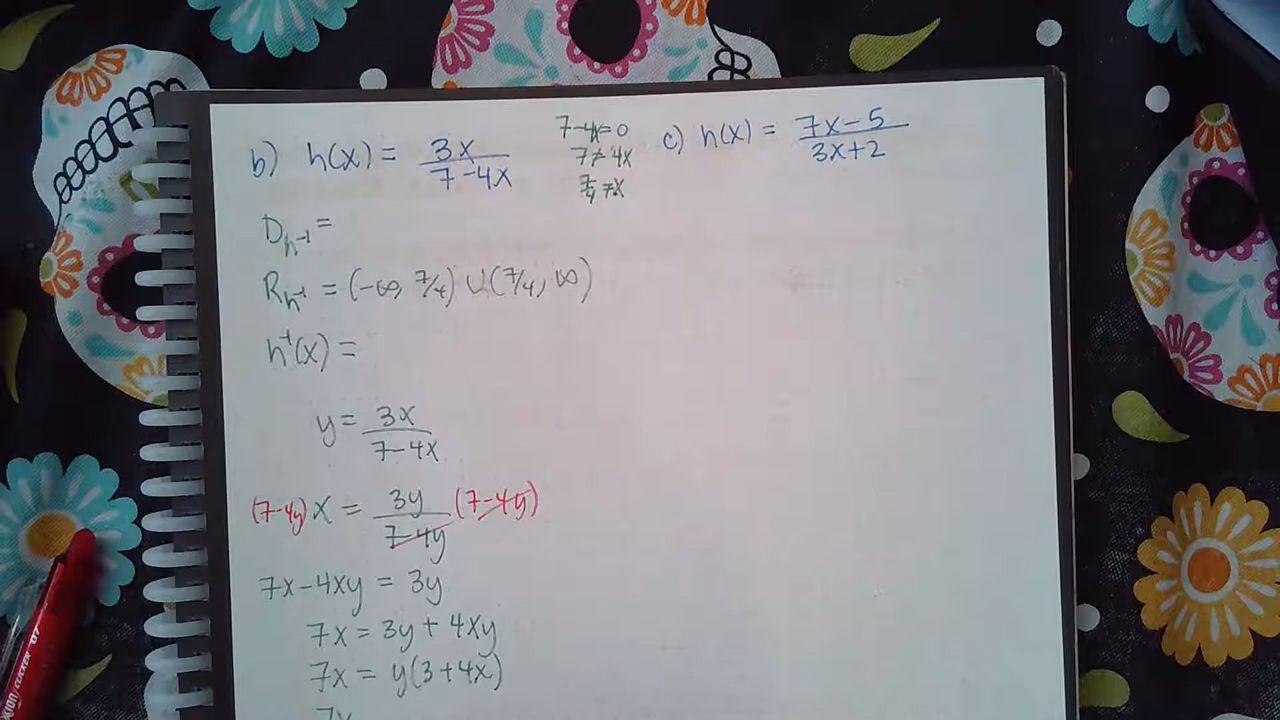 b) h(x) = 3x / 7-4x
7-4x=0
7≠4x
7/4≠x
c) h(x) = 7x-5 / 3x+2
D_h⁻¹ =
R_h⁻¹ = (-∞, 7/4) ∪ (7/4, ∞)
h⁻¹(x) =
y = 3x / 7-4x
(7-4y) x = 3y / 7-4y (7-4y)
7x-4xy = 3y
7x = 3y + 4xy
7x = y(3+4x)